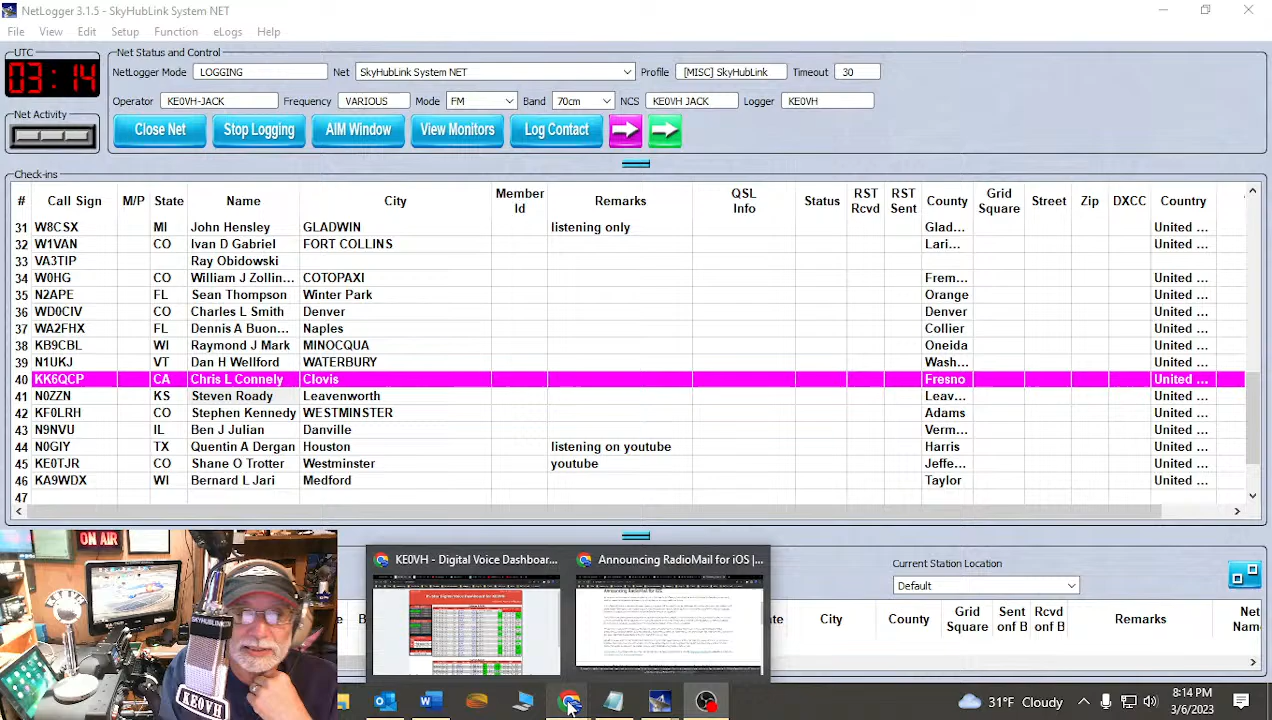 NetLogger 3.1.5 - SkyHubLink System NET
File View Edit Setup Function eLogs Help
UTC
03:14
Net Activity
Net Status and Control
NetLogger Mode LOGGING Net SkyHubLink System NET Profile [MISC] SkyHubLink Timeout 30
Operator KE0VH-JACK Frequency VARIOUS Mode FM Band 70cm NCS KE0VH JACK Logger KE0VH
Close Net Stop Logging AIM Window View Monitors Log Contact
Check-ins
# Call Sign M/P State Name City Member Id Remarks QSL Info Status RST Rcvd RST Sent County Grid Square Street Zip DXCC Country
31 W8CSX MI John Hensley GLADWIN listening only Glad... United ...
32 W1VAN CO Ivan D Gabriel FORT COLLINS Lari... United ...
33 VA3TIP Ray Obidowski United ...
34 W0HG CO William J Zollin... COTOPAXI Frem... United ...
35 N2APE FL Sean Thompson Winter Park Orange United ...
36 WD0CIV CO Charles L Smith Denver Denver United ...
37 WA2FHX FL Dennis A Buon... Naples Collier United ...
38 KB9CBL WI Raymond J Mark MINOCQUA Oneida United ...
39 N1UKJ VT Dan H Wellford WATERBURY Wash... United ...
40 KK6QCP CA Chris L Connely Clovis Fresno United ...
41 N0ZZN KS Steven Roady Leavenworth Leav... United ...
42 KF0LRH CO Stephen Kennedy WESTMINSTER Adams United ...
43 N9NVU IL Ben J Julian Danville Verm... United ...
44 N0GIY TX Quentin A Dergan Houston listening on youtube Harris United ...
45 KE0TJR CO Shane O Trotter Westminster youtube Jeffe... United ...
46 KA9WDX WI Bernard L Jari Medford Taylor United ...
47
ON AIR
KE0VH
KE0VH - Digital Voice Dashboar... Announcing RadioMail for iOS |...
Announcing RadioMail for iOS
Current Station Location
Default
City County Grid Square Sent onf B Rcvd onf B Remarks Net Name
31°F Cloudy
8:14 PM
3/6/2023